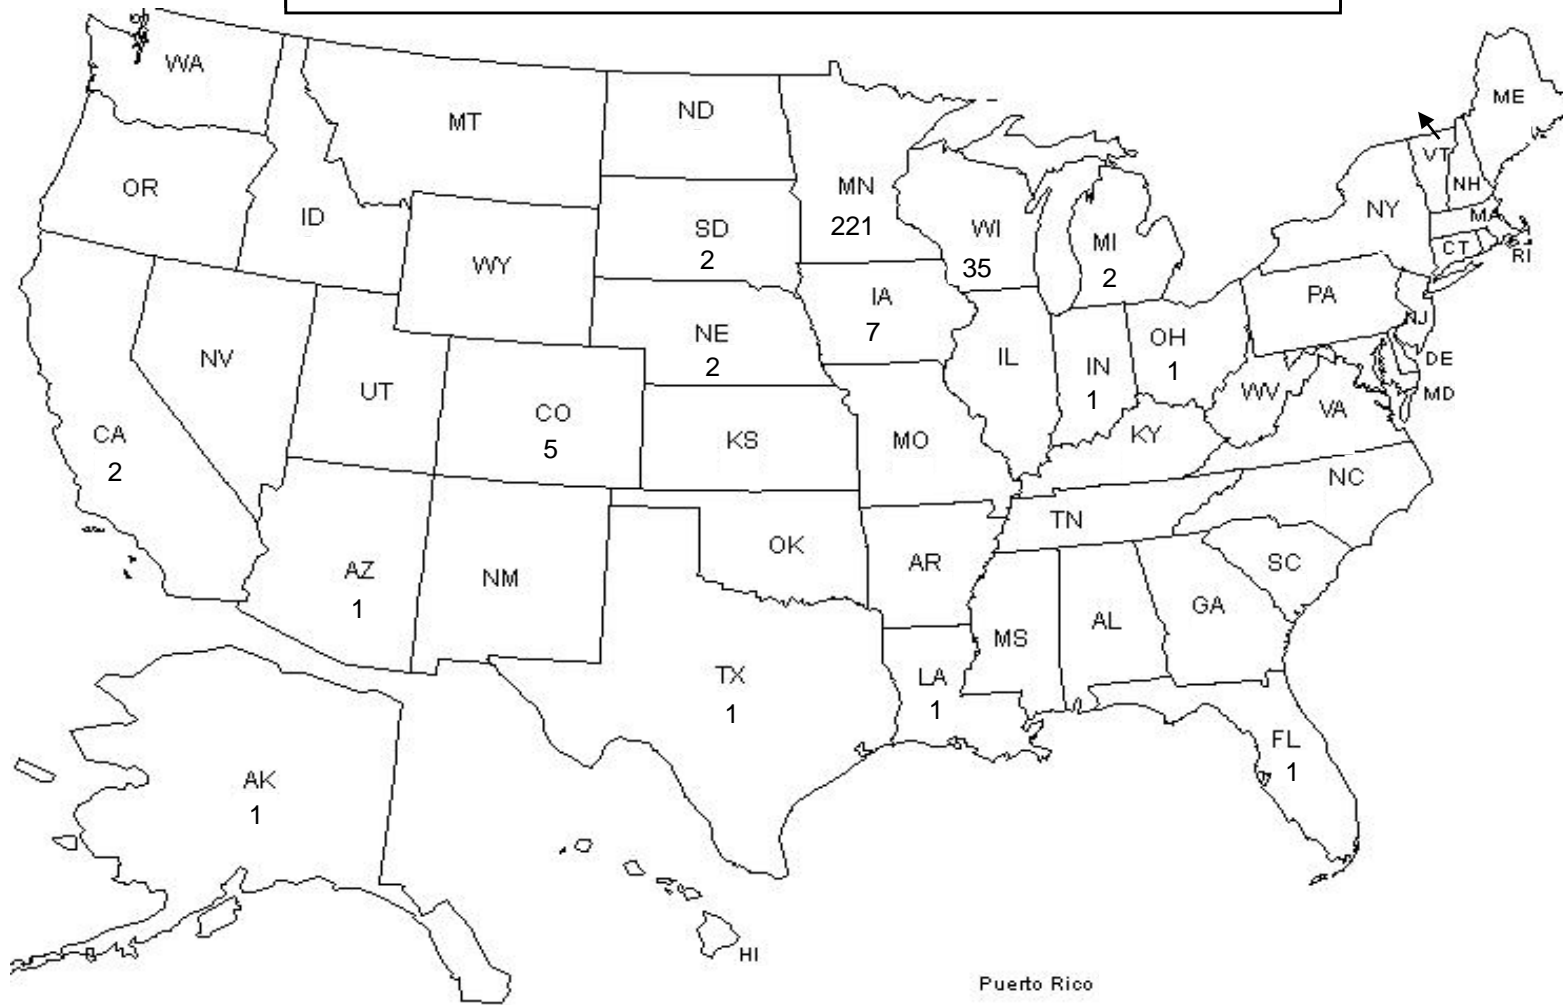 WA
MT
ND
ME
OR
ID
MN
221
VT
NH
SD
2
WI
35
MI
2
NY
MA
WY
CT
RI
IA
7
PA
NJ
NV
NE
2
IL
IN
1
OH
1
DE
UT
WV
MD
CO
5
VA
CA
2
KS
MO
KY
NC
TN
OK
AR
SC
AZ
1
NM
GA
MS
AL
TX
1
LA
1
FL
1
AK
1
HI
Puerto Rico